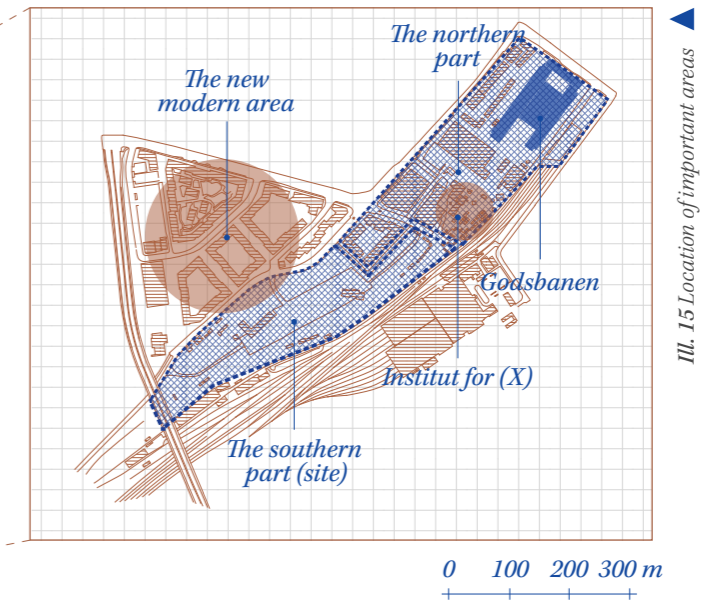 The northern
part
The new
modern area
Godsbanen
Institut for (X)
The southern
part (site)
0 100 200 300 m
Ill. 15 Location of important areas